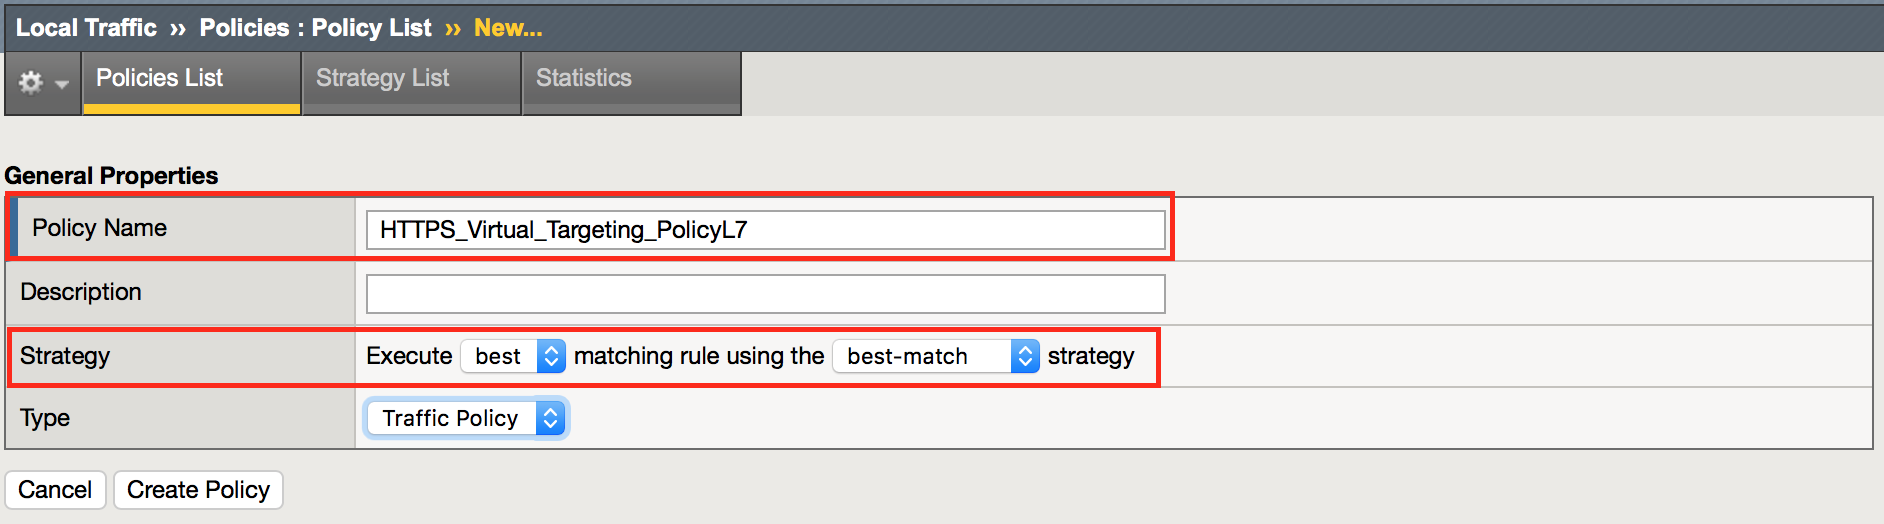 Local Traffic ›› Policies : Policy List ›› New...
Policies List Strategy List Statistics
General Properties
Policy Name HTTPS_Virtual_Targeting_PolicyL7
Description
Strategy Execute best matching rule using the best-match strategy
Type Traffic Policy
Cancel Create Policy